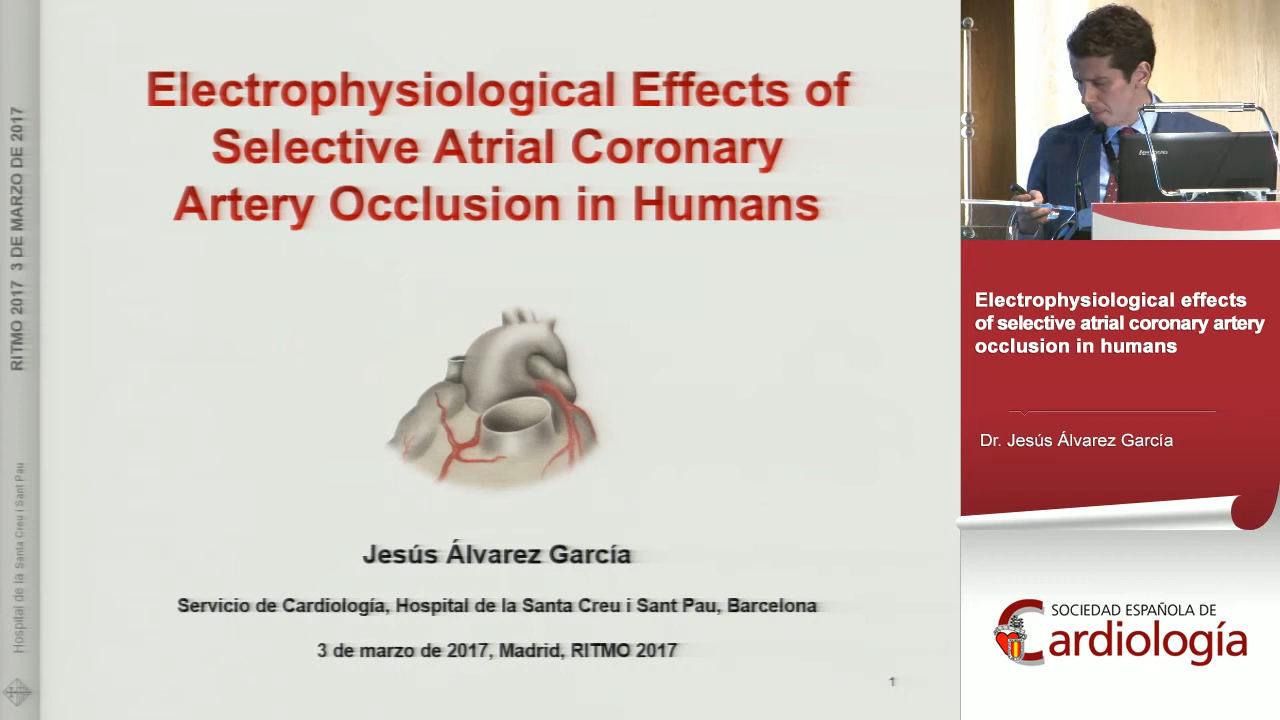 Electrophysiological Effects of
Selective Atrial Coronary
Artery Occlusion in Humans
Jesús Álvarez García
Servicio de Cardiología, Hospital de la Santa Creu i Sant Pau, Barcelona
3 de marzo de 2017, Madrid, RITMO 2017
1
RITMO 2017 3 DE MARZO DE 2017
Hospital de la Santa Creu i Sant Pau
lenovo
Electrophysiological effects
of selective atrial coronary artery
occlusion in humans
Dr. Jesús Álvarez García
SOCIEDAD ESPAÑOLA DE
Cardiología